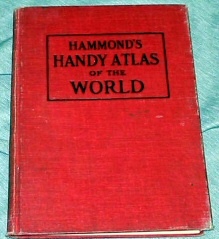 HAMMOND'S
HANDY ATLAS
OF THE
WORLD